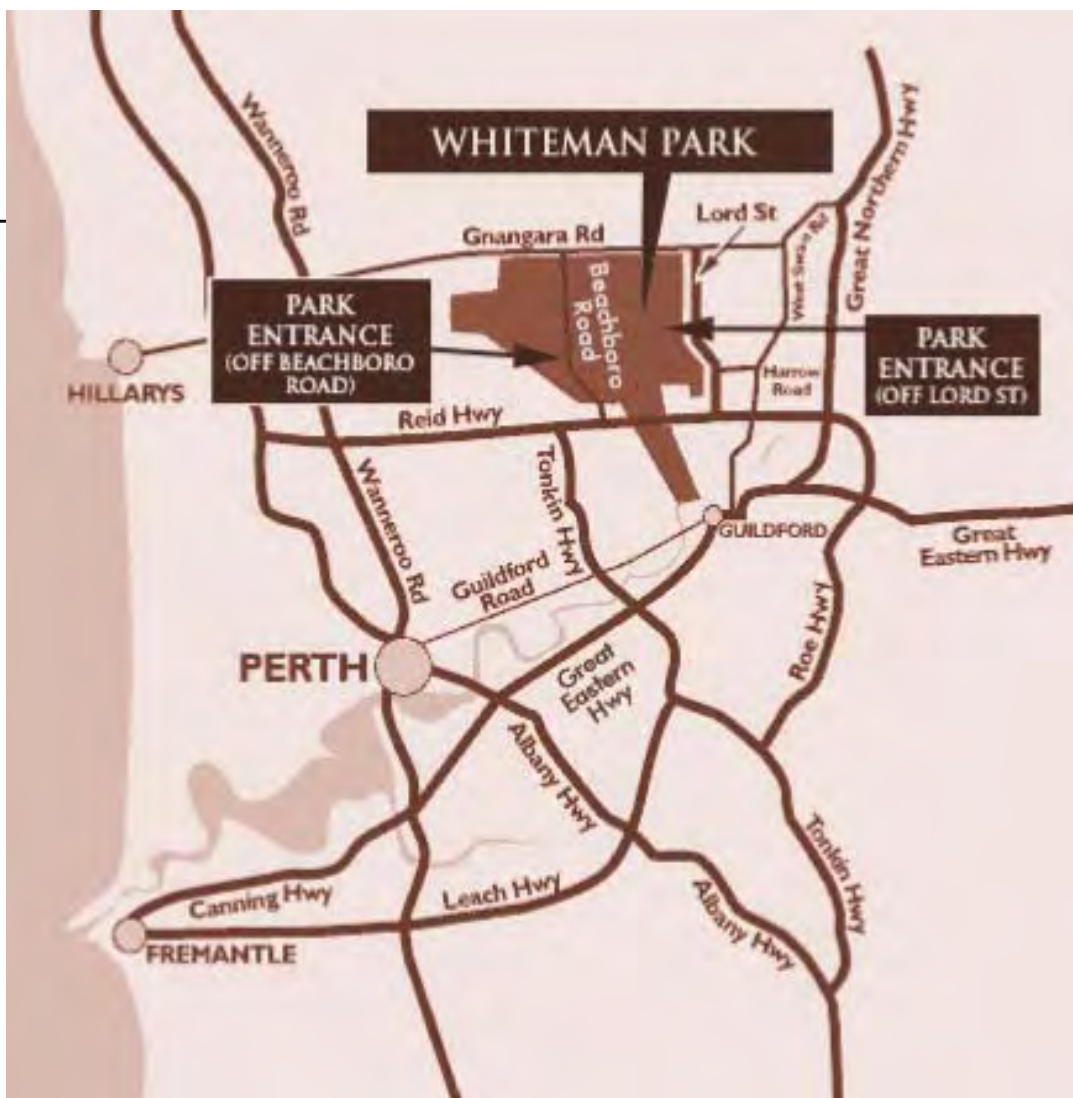 Wanneroo Rd
Great Northern Hwy
WHITEMAN PARK
Lord St
Gnangara Rd
West Swan Rd
Beachboro
Road
PARK
ENTRANCE
(OFF BEACHBORO
ROAD)
PARK
ENTRANCE
(OFF LORD ST)
HILLARYS
Harrow
Road
Reid Hwy
Wanneroo Rd
Tonkin Hwy
GUILDFORD
Great
Eastern Hwy
Guildford
Road
Roe Hwy
PERTH
Great
Eastern
Hwy
Albany Hwy
Tonkin Hwy
Canning Hwy
Leach Hwy
Albany Hwy
FREMANTLE